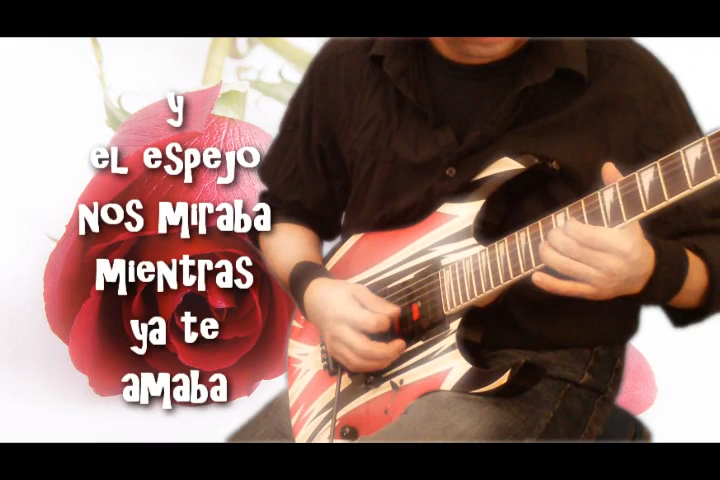 y
el espejo
nos miraba
mientras
ya te
amaba